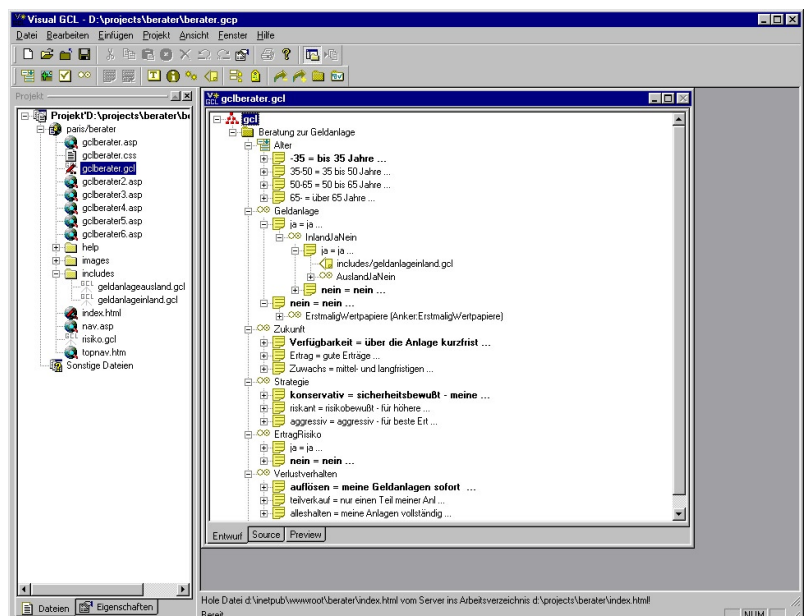 Visual GCL - D:\projects\berater\berater.gcp
Datei Bearbeiten Einfügen Projekt Ansicht Fenster Hilfe
Projekt
Projekt'D:\projects\berater\be
paris/berater
gclberater.asp
gclberater.css
gclberater.gcl
gclberater2.asp
gclberater3.asp
gclberater4.asp
gclberater5.asp
gclberater6.asp
help
images
includes
geldanlageausland.gcl
geldanlageinland.gcl
index.html
nav.asp
risiko.gcl
topnav.htm
Sonstige Dateien
Dateien Eigenschaften
gclberater.gcl
gcl
Beratung zur Geldanlage
Alter
-35 = bis 35 Jahre ...
35-50 = 35 bis 50 Jahre ...
50-65 = 50 bis 65 Jahre ...
65- = über 65 Jahre ...
Geldanlage
ja = ja ...
InlandJaNein
ja = ja ...
includes/geldanlageinland.gcl
AuslandJaNein
nein = nein ...
nein = nein ...
ErstmaligWertpapiere (Anker:ErstmaligWertpapiere)
Zukunft
Verfügbarkeit = über die Anlage kurzfrist ...
Ertrag = gute Erträge ...
Zuwachs = mittel- und langfristigen ...
Strategie
konservativ = sicherheitsbewußt - meine ...
riskant = risikobewußt - für höhere ...
aggressiv = aggressiv - für beste Ert ...
ErtragRisiko
ja = ja ...
nein = nein ...
Verlustverhalten
auflösen = meine Geldanlagen sofort ...
teilverkauf = nur einen Teil meiner Anl ...
alleshalten = meine Anlagen vollständig ...
Entwurf Source Preview
Hole Datei d:\inetpub\wwwroot\berater\index.html vom Server ins Arbeitsverzeichnis d:\projects\berater\index.html!
Bereit
NUM